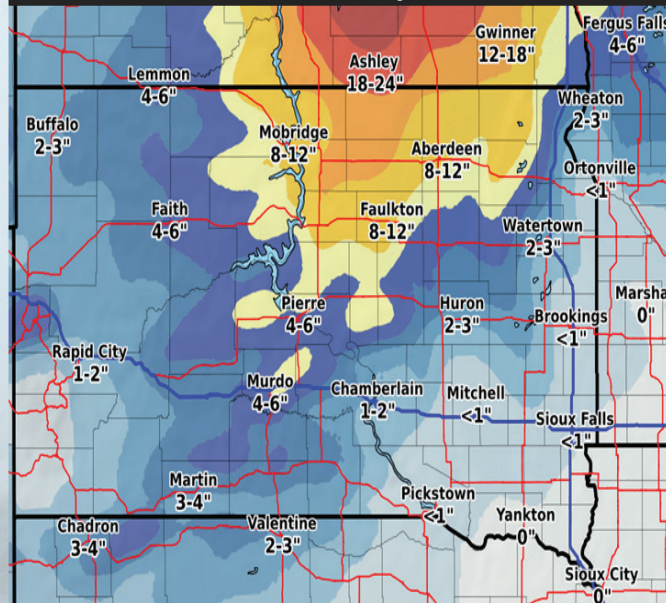 Fergus Falls
4-6"
Gwinner
12-18"
Ashley
18-24"
Lemmon
4-6"
Wheaton
2-3"
Buffalo
2-3"
Mobridge
8-12"
Aberdeen
8-12"
Ortonville
<1"
Faith
4-6"
Faulkton
8-12"
Watertown
2-3"
Pierre
4-6"
Huron
2-3"
Brookings
<1"
Marsha
0"
Rapid City
1-2"
Murdo
4-6"
Chamberlain
1-2"
Mitchell
<1"
Sioux Falls
<1"
Martin
3-4"
Pickstown
<1"
Yankton
0"
Chadron
3-4"
Valentine
2-3"
Sioux City
0"